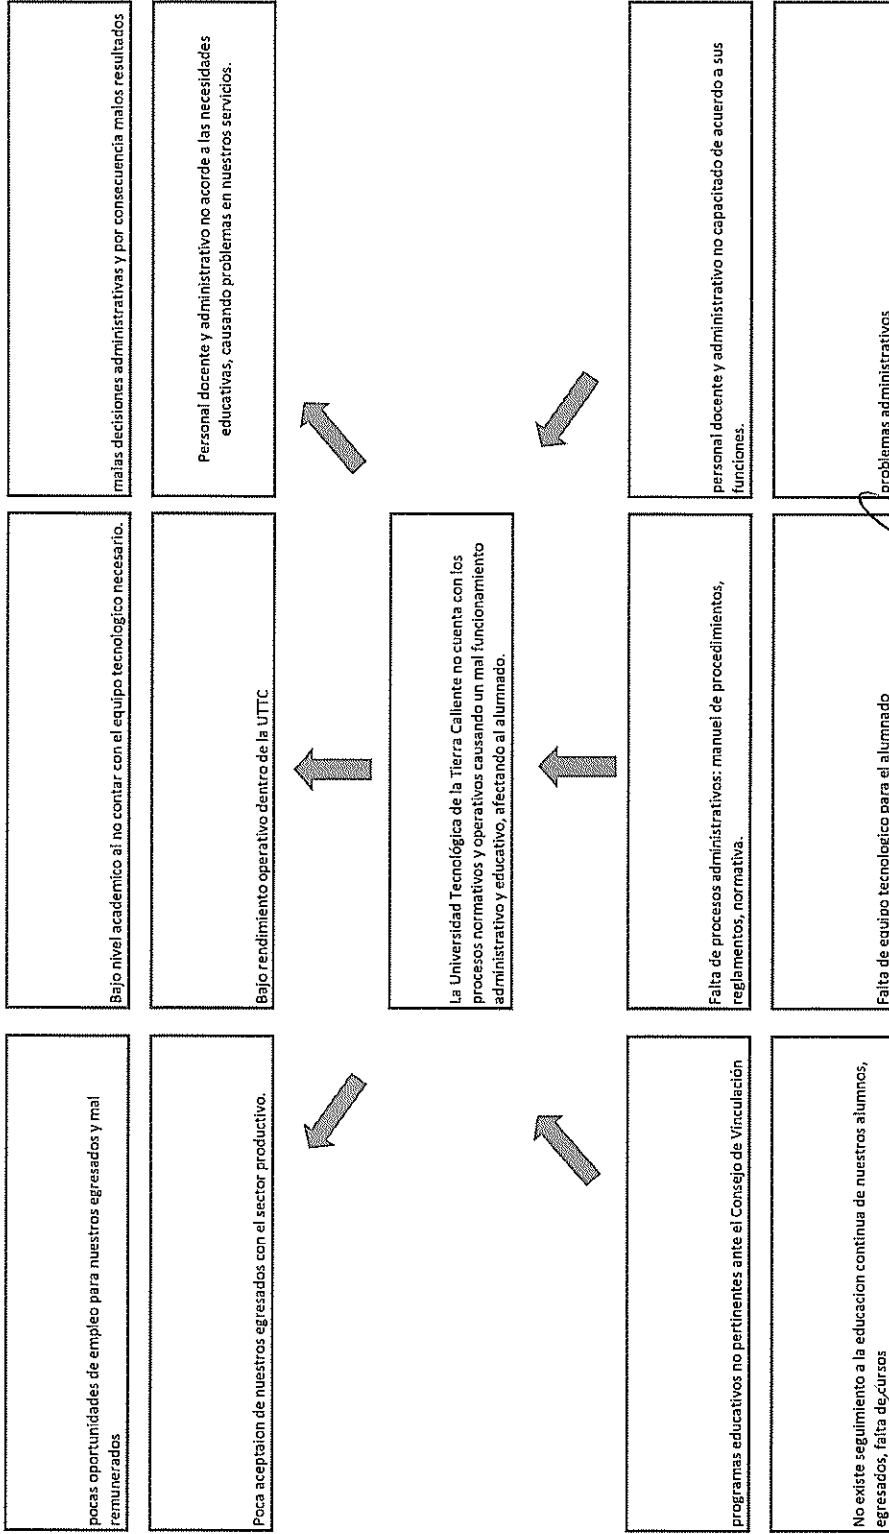 pocas oportunidades de empleo para nuestros egresados y mal
remunerados
Bajo nivel academico al no contar con el equipo tecnologico necesario.
malas decisiones administrativas y por consecuencia malos resultados
Poca aceptaion de nuestros egresados con el sector productivo.
Bajo rendimiento operativo dentro de la UTTC
Personal docente y administrativo no acorde a las necesidades
educativas, causando problemas en nuestros servicios.
La Universidad Tecnológica de la Tierra Caliente no cuenta con los
procesos normativos y operativos causando un mal funcionamiento
administrativo y educativo, afectando al alumnado.
programas educativos no pertinentes ante el Consejo de Vinculación
Falta de procesos administrativos: manuel de procedimientos,
reglamentos, normativa.
personal docente y administrativo no capacitado de acuerdo a sus
funciones.
No existe seguimiento a la educacion continua de nuestros alumnos,
egresados, falta de cursos
Falta de equipo tecnologico para el alumnado
problemas administrativos